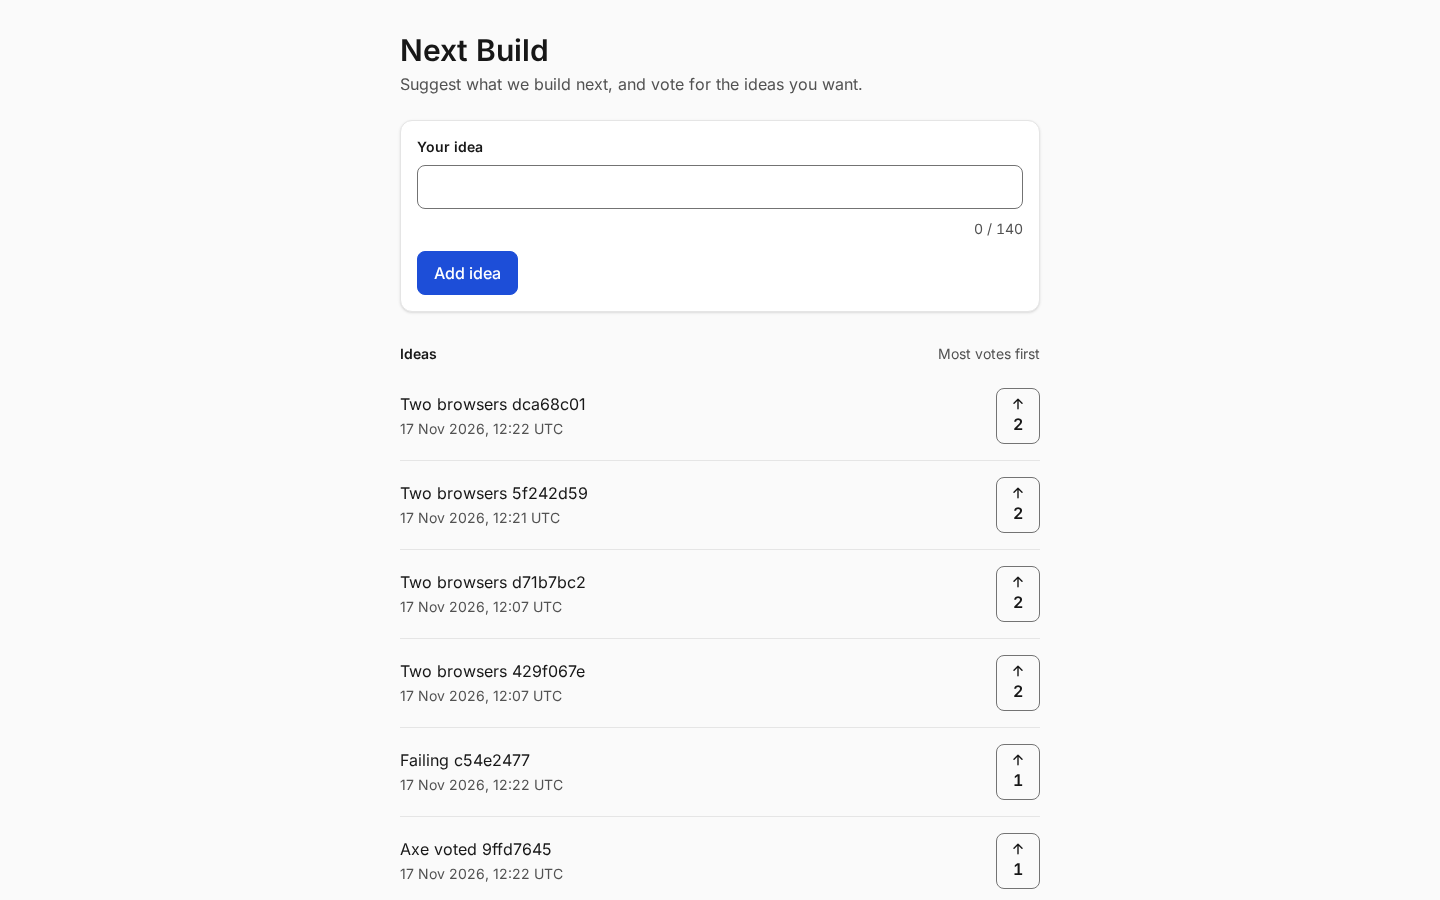 Next Build
Suggest what we build next, and vote for the ideas you want.
Your idea
0 / 140
Add idea
Ideas
Most votes first
Two browsers dca68c01
17 Nov 2026, 12:22 UTC
↑
2
Two browsers 5f242d59
17 Nov 2026, 12:21 UTC
↑
2
Two browsers d71b7bc2
17 Nov 2026, 12:07 UTC
↑
2
Two browsers 429f067e
17 Nov 2026, 12:07 UTC
↑
2
Failing c54e2477
17 Nov 2026, 12:22 UTC
↑
1
Axe voted 9ffd7645
17 Nov 2026, 12:22 UTC
↑
1